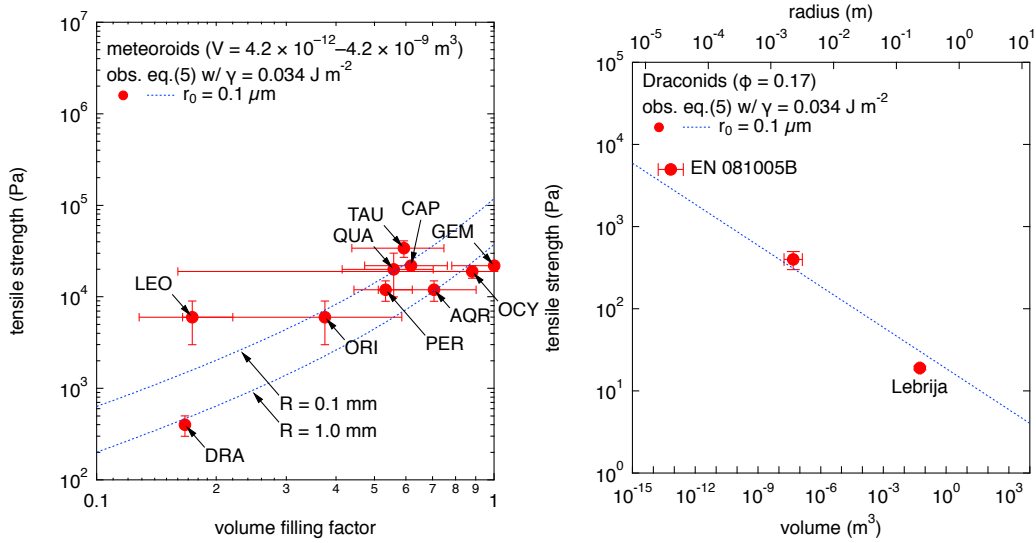 meteoroids (V = 4.2 × 10⁻¹²–4.2 × 10⁻⁹ m³)
obs. eq.(5) w/ γ = 0.034 J m⁻²
r₀ = 0.1 µm
tensile strength (Pa)
10⁷
10⁶
10⁵
10⁴
10³
10²
TAU
CAP
QUA
GEM
LEO
OCY
AQR
PER
ORI
R = 0.1 mm
R = 1.0 mm
DRA
0.1
2
3
4
5
6
7
8
9
1
volume filling factor
radius (m)
10⁻⁵
10⁻⁴
10⁻³
10⁻²
10⁻¹
10⁰
10¹
Draconids (ϕ = 0.17)
obs. eq.(5) w/ γ = 0.034 J m⁻²
r₀ = 0.1 µm
EN 081005B
Lebrija
tensile strength (Pa)
10⁵
10⁴
10³
10²
10¹
10⁰
10⁻¹⁵
10⁻¹²
10⁻⁹
10⁻⁶
10⁻³
10⁰
10³
volume (m³)